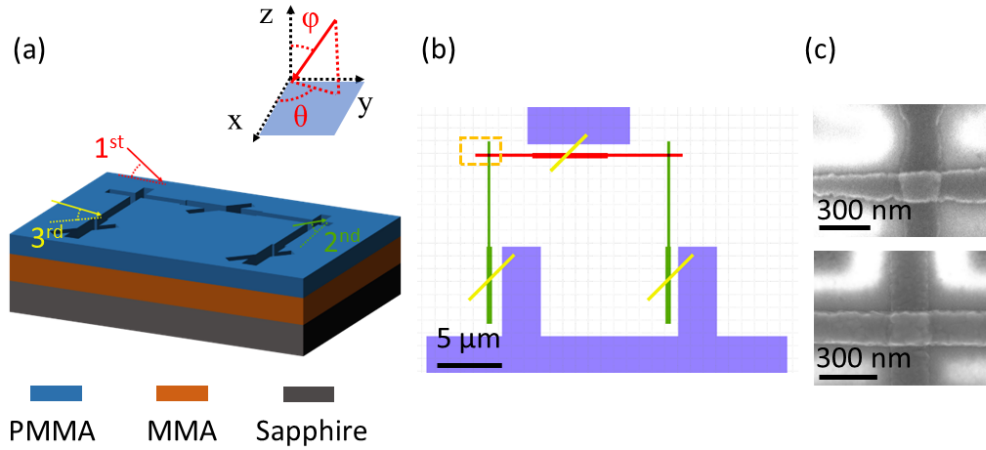 (a)
z
φ
y
x
θ
1st
3rd
2nd
PMMA
MMA
Sapphire
(b)
5 μm
(c)
300 nm
300 nm